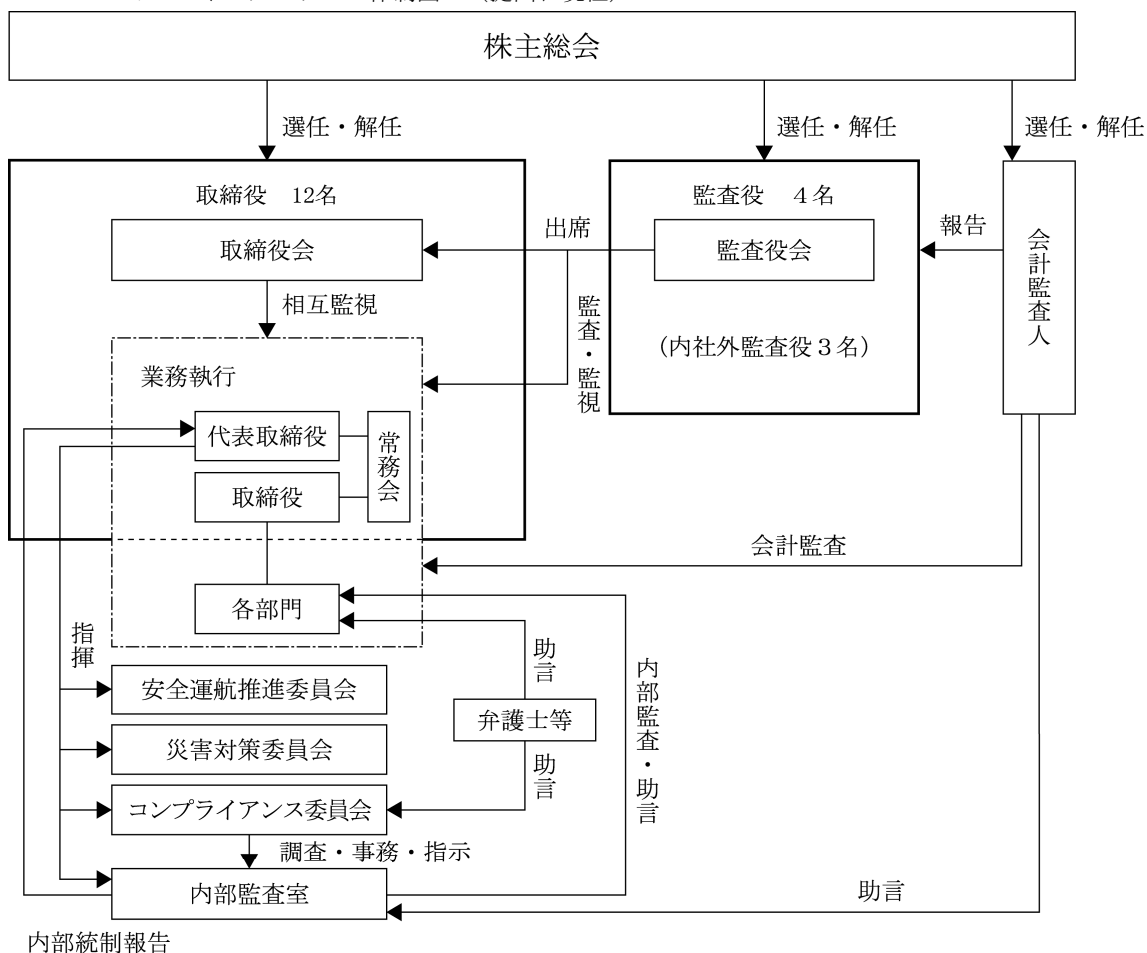 株主総会
選任・解任
選任・解任
選任・解任
取締役 12名
監査役 4名
取締役会
出席
監査役会
報告
会計監査人
相互監視
監査・監視
(内社外監査役3名)
業務執行
代表取締役
常務会
取締役
会計監査
各部門
指揮
助言
内部監査・助言
安全運航推進委員会
弁護士等
災害対策委員会
助言
コンプライアンス委員会
調査・事務・指示
内部監査室
助言
内部統制報告